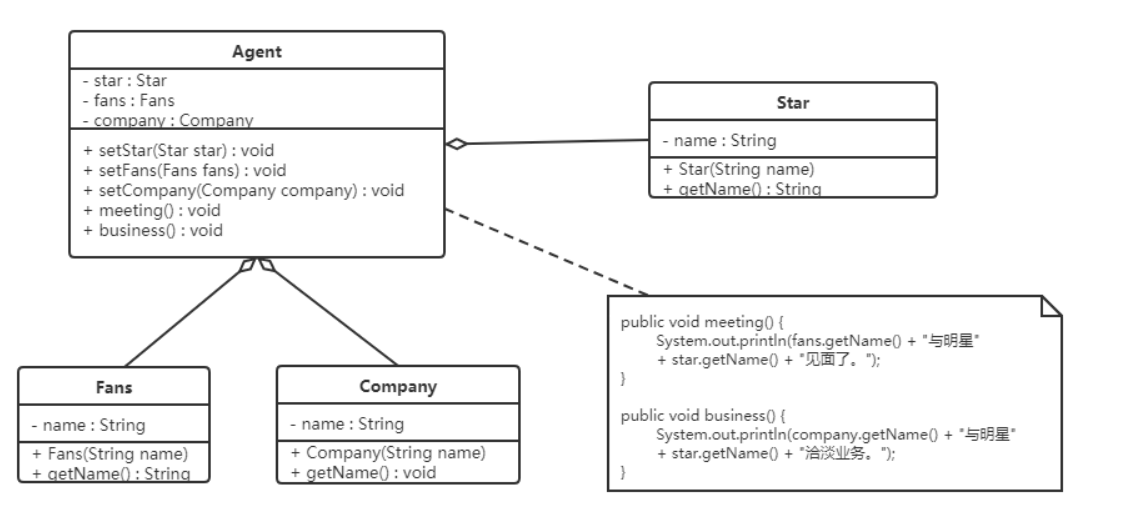 Agent
- star : Star
- fans : Fans
- company : Company
+ setStar(Star star) : void
+ setFans(Fans fans) : void
+ setCompany(Company company) : void
+ meeting() : void
+ business() : void
Star
- name : String
+ Star(String name)
+ getName() : String
Fans
- name : String
+ Fans(String name)
+ getName() : String
Company
- name : String
+ Company(String name)
+ getName() : void
public void meeting() {
System.out.println(fans.getName() + "与明星"
+ star.getName() + "见面了。");
}
public void business() {
System.out.println(company.getName() + "与明星"
+ star.getName() + "洽淡业务。");
}